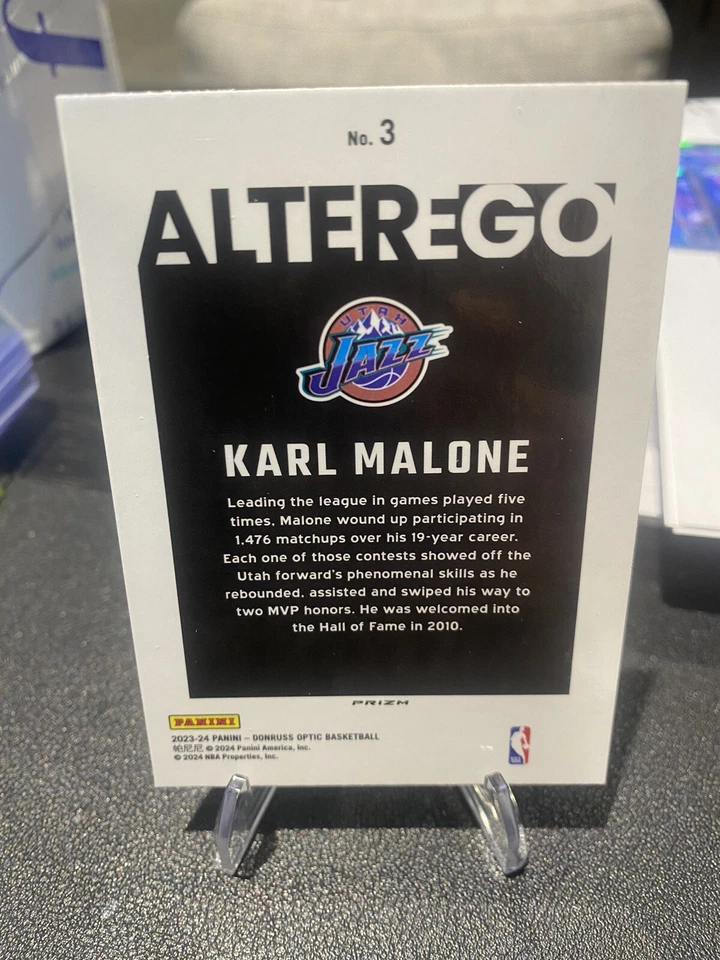 No. 3
ALTER EGO
UTAH
JAZZ
KARL MALONE
Leading the league in games played five
times, Malone wound up participating in
1,476 matchups over his 19-year career.
Each one of those contests showed off the
Utah forward's phenomenal skills as he
rebounded, assisted and swiped his way to
two MVP honors. He was welcomed into
the Hall of Fame in 2010.
PRIZM
PANINI
2023-24 PANINI – DONRUSS OPTIC BASKETBALL
帕尼尼 © 2024 Panini America, Inc.
© 2024 NBA Properties, Inc.
NBA